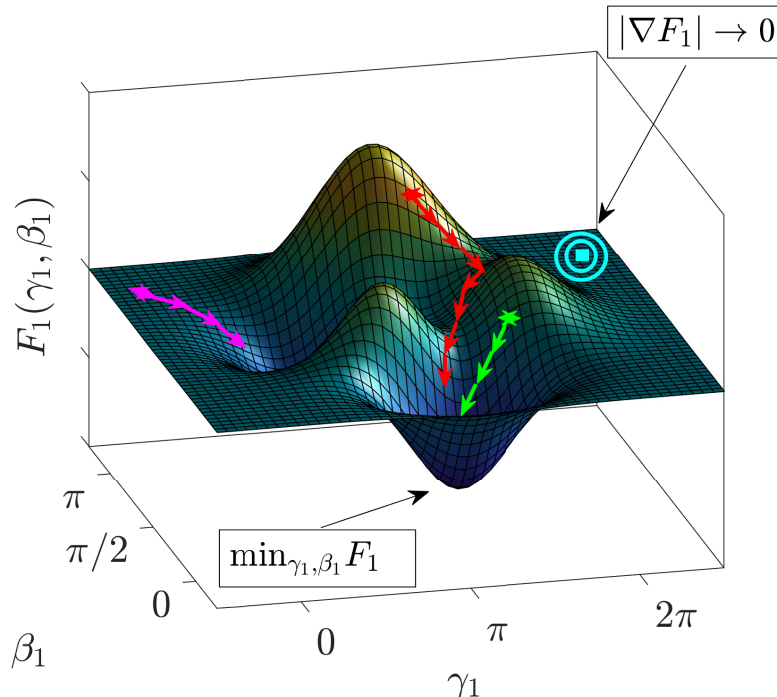 |∇F₁| → 0
F₁(γ₁, β₁)
π
π/2
0
min_{γ₁,β₁}F₁
0
π
2π
β₁
γ₁